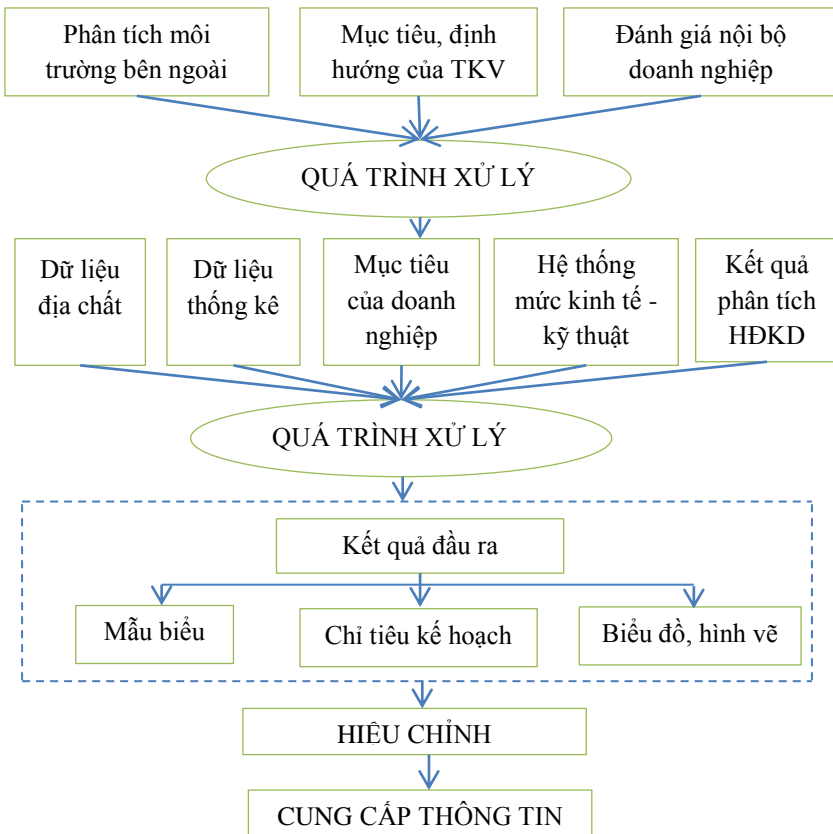 Phân tích môi
trường bên ngoài
Mục tiêu, định
hướng của TKV
Đánh giá nội bộ
doanh nghiệp
QUÁ TRÌNH XỬ LÝ
Dữ liệu
địa chất
Dữ liệu
thống kê
Mục tiêu
của doanh
nghiệp
Hệ thống
mức kinh tế -
kỹ thuật
Kết quả
phân tích
HĐKD
QUÁ TRÌNH XỬ LÝ
Kết quả đầu ra
Mẫu biểu
Chỉ tiêu kế hoạch
Biểu đồ, hình vẽ
HIỆU CHỈNH
CUNG CẤP THÔNG TIN